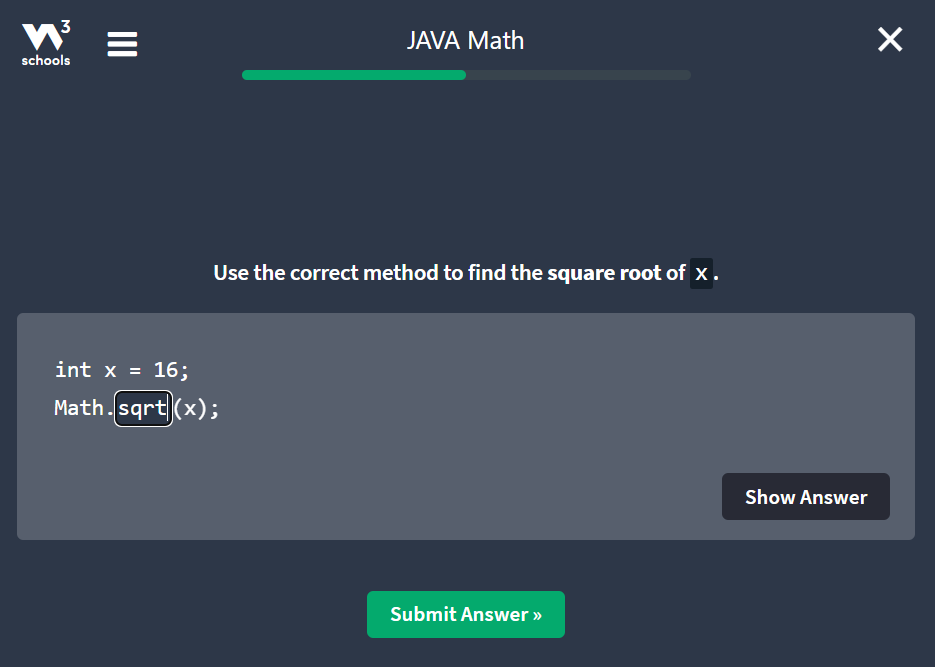 W3
schools
JAVA Math
Use the correct method to find the square root of x.
int x = 16;
Math.sqrt(x);
Show Answer
Submit Answer »